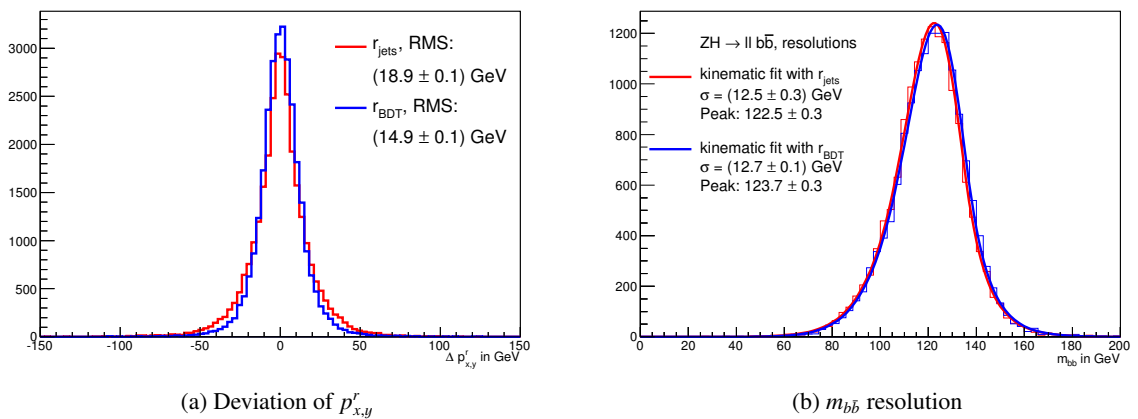 3000
2500
2000
1500
1000
500
0
-150
-100
-50
0
50
100
150
Δ p^r_{x,y} in GeV
r_jets, RMS:
(18.9 ± 0.1) GeV
r_BDT, RMS:
(14.9 ± 0.1) GeV
(a) Deviation of p^r_{x,y}
1200
1000
800
600
400
200
0
0
20
40
60
80
100
120
140
160
180
200
m_bb in GeV
ZH → ll bb̅, resolutions
kinematic fit with r_jets
σ = (12.5 ± 0.3) GeV
Peak: 122.5 ± 0.3
kinematic fit with r_BDT
σ = (12.7 ± 0.1) GeV
Peak: 123.7 ± 0.3
(b) m_{bb̅} resolution